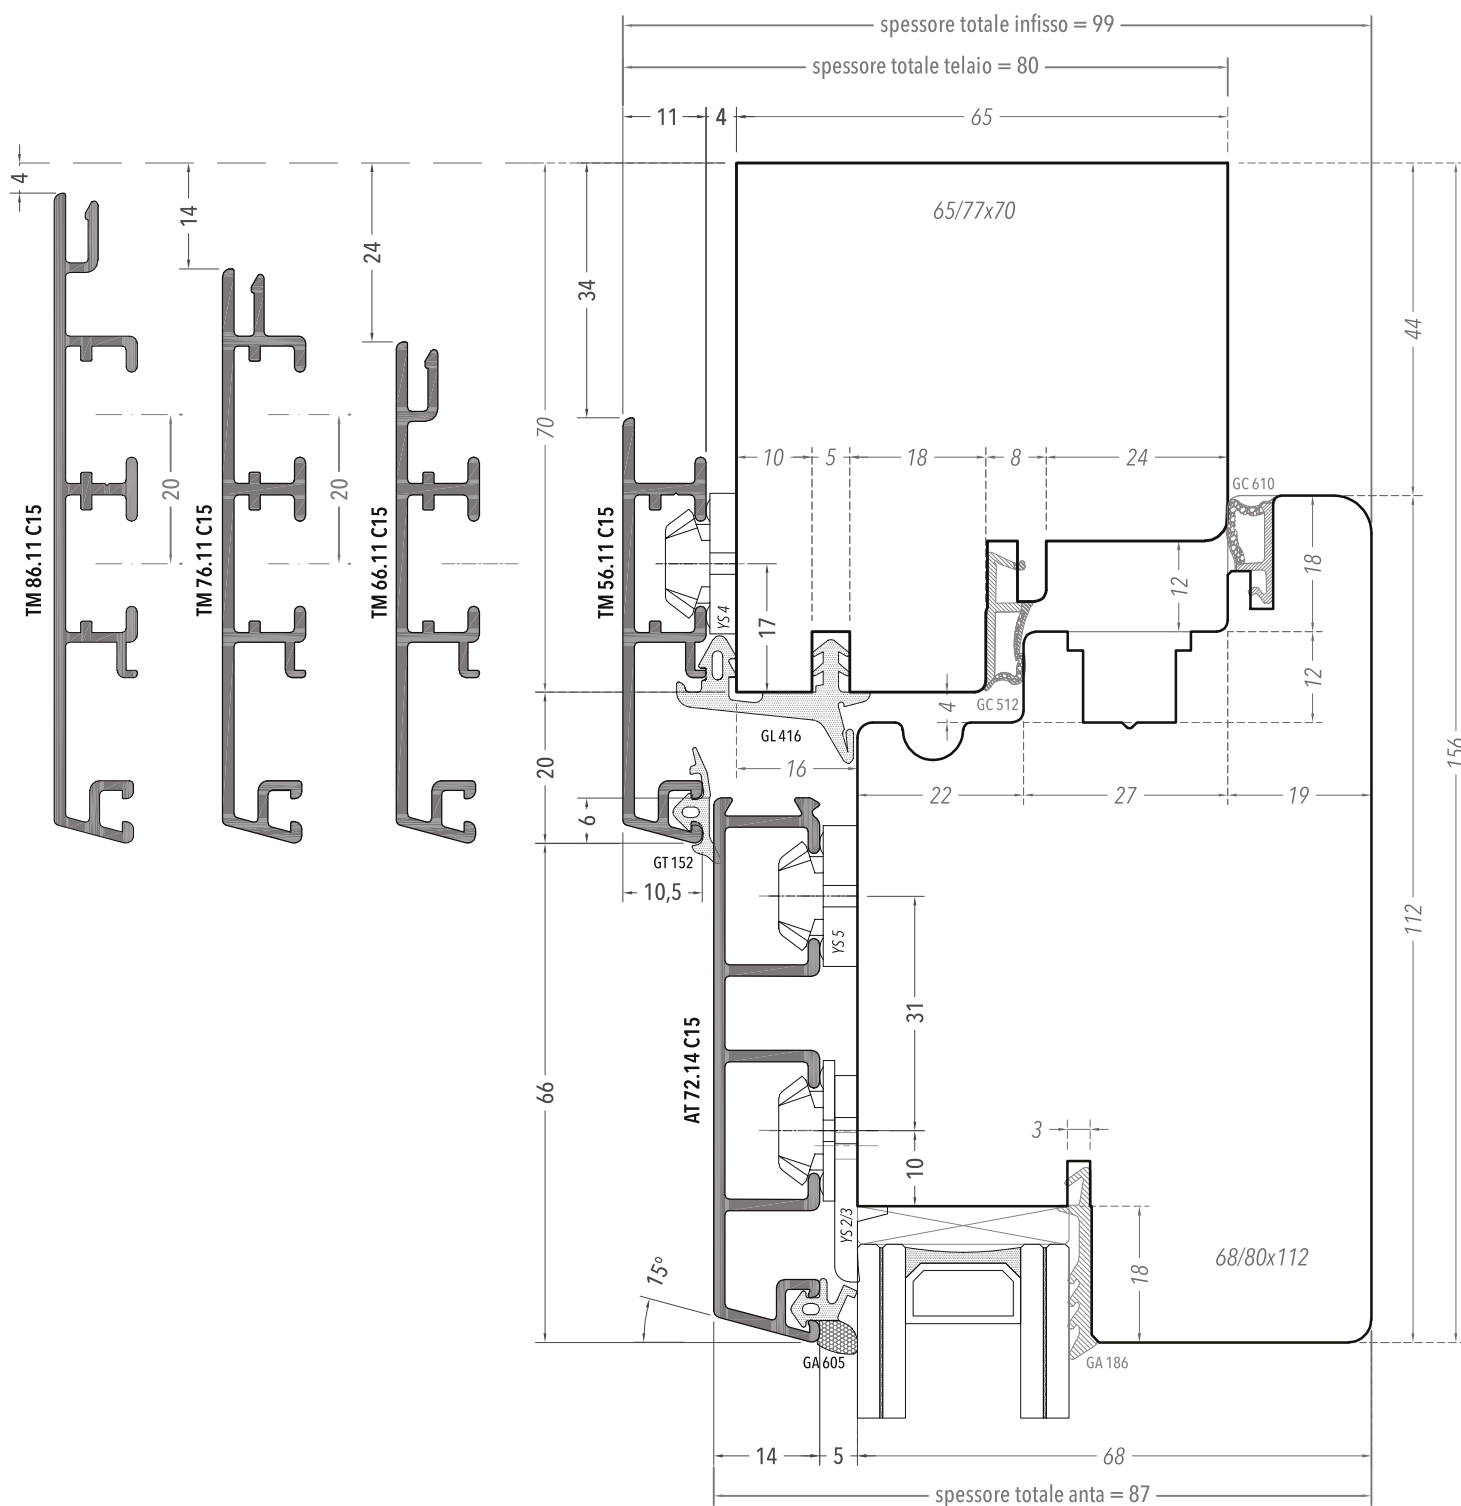 spessore totale infisso = 99
spessore totale telaio = 80
11
4
65
4
14
24
34
70
44
156
65/77x70
10
5
18
8
24
GC 610
20
20
TM 86.11 C15
TM 76.11 C15
TM 66.11 C15
TM 56.11 C15
YS 4
17
12
18
12
4
GC 512
GL 416
16
20
6
22
27
19
GT 152
10,5
YS 5
112
31
AT 72.14 C15
66
3
10
YS 2/3
68/80x112
18
15°
GA 605
GA 186
14
5
68
spessore totale anta = 87